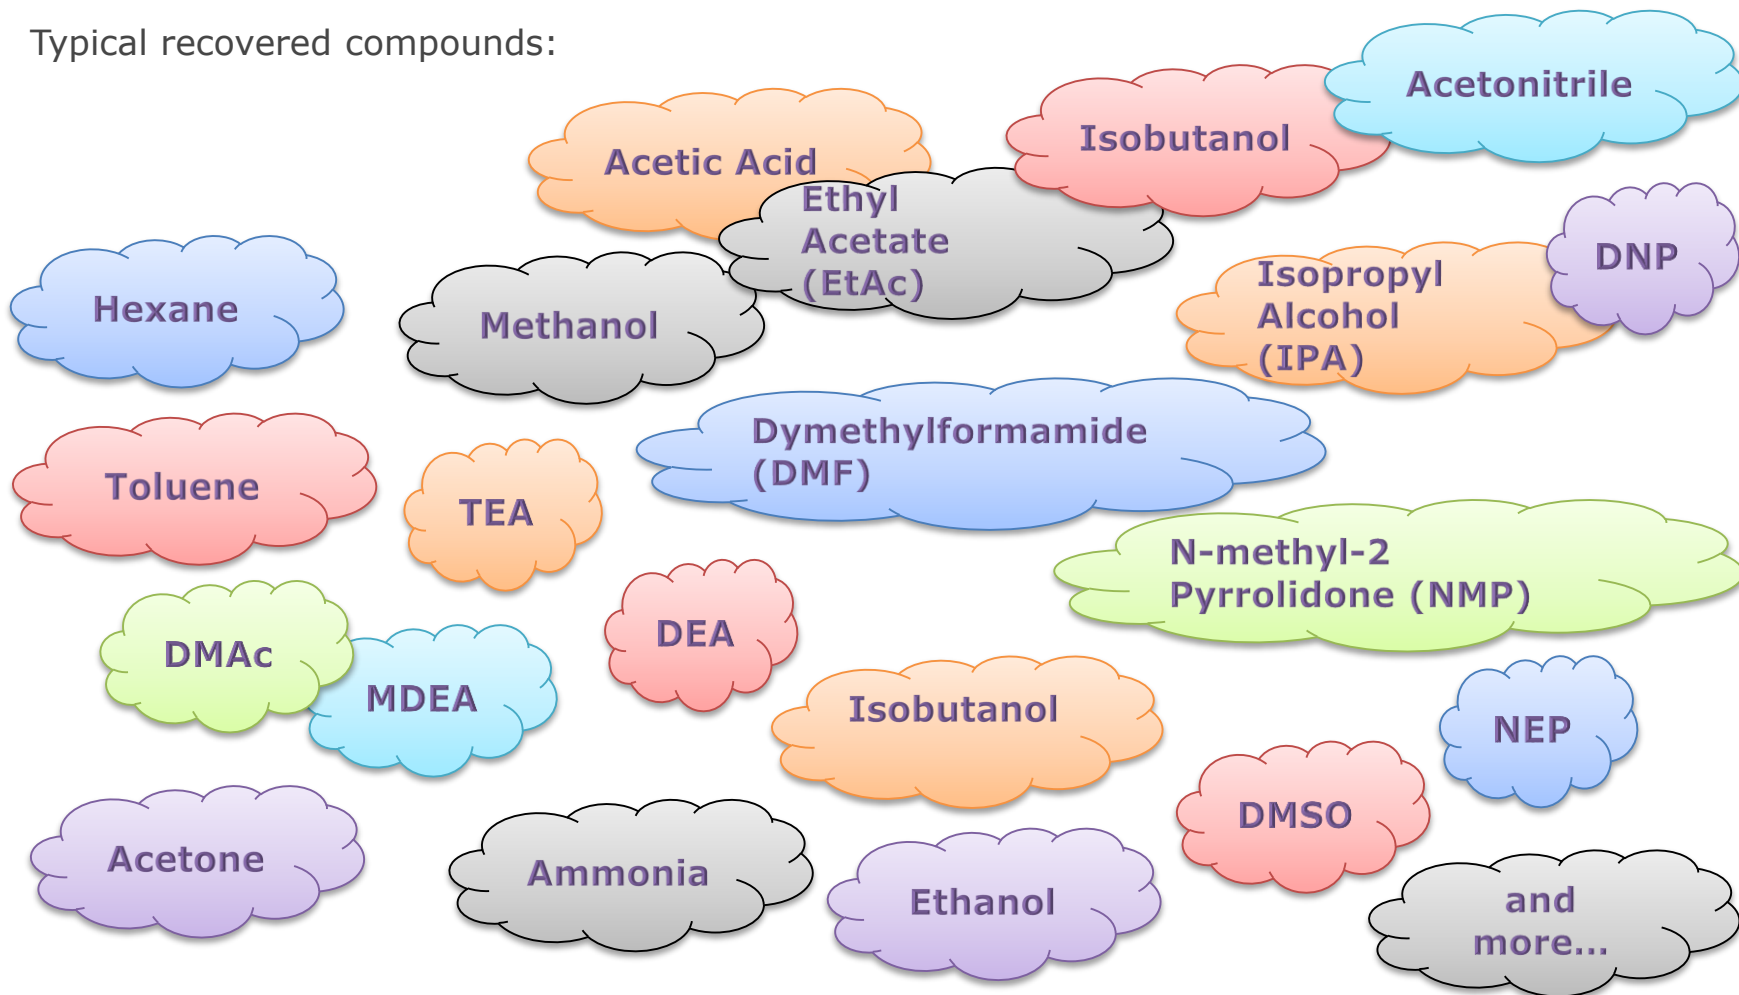 Typical recovered compounds:
Acetonitrile
Isobutanol
Acetic Acid
Ethyl
Acetate
(EtAc)
DNP
Isopropyl
Alcohol
(IPA)
Hexane
Methanol
Dymethylformamide
(DMF)
Toluene
TEA
N-methyl-2
Pyrrolidone (NMP)
DEA
DMAc
MDEA
Isobutanol
NEP
DMSO
Acetone
Ammonia
Ethanol
and
more...